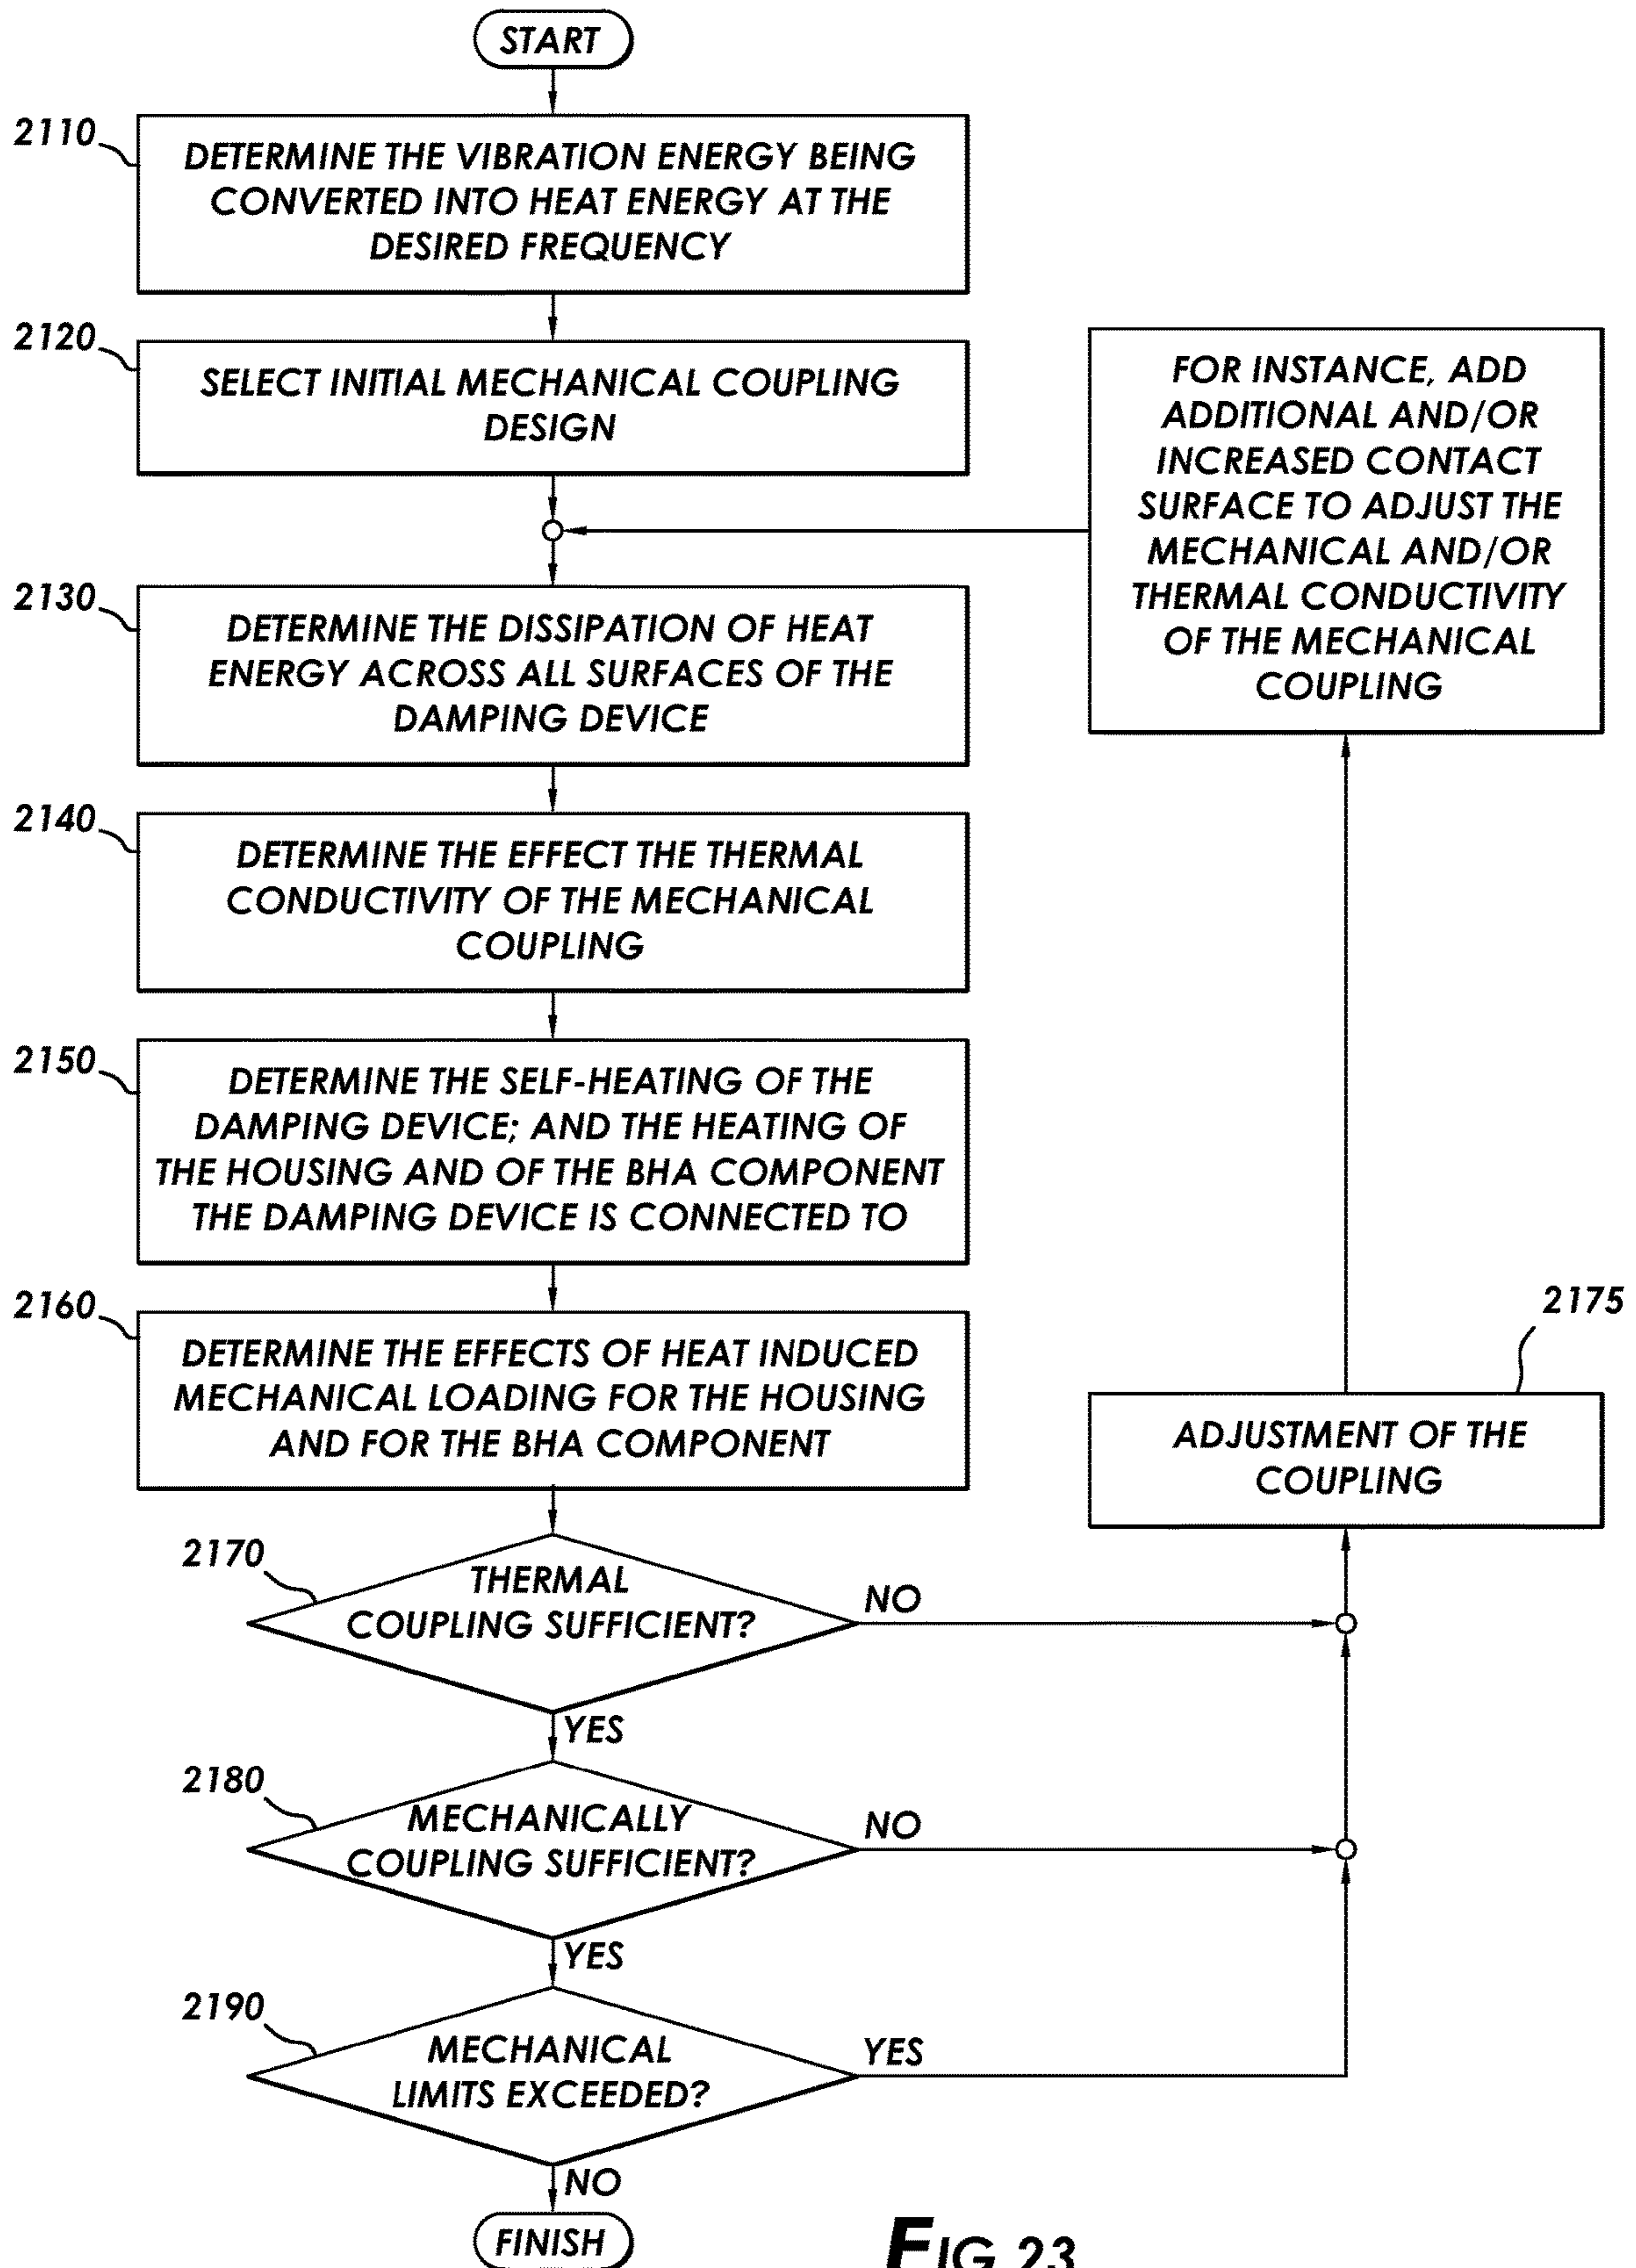 START
2110
DETERMINE THE VIBRATION ENERGY BEING
CONVERTED INTO HEAT ENERGY AT THE
DESIRED FREQUENCY
2120
SELECT INITIAL MECHANICAL COUPLING
DESIGN
FOR INSTANCE, ADD
ADDITIONAL AND/OR
INCREASED CONTACT
SURFACE TO ADJUST THE
MECHANICAL AND/OR
THERMAL CONDUCTIVITY
OF THE MECHANICAL
COUPLING
2130
DETERMINE THE DISSIPATION OF HEAT
ENERGY ACROSS ALL SURFACES OF THE
DAMPING DEVICE
2140
DETERMINE THE EFFECT THE THERMAL
CONDUCTIVITY OF THE MECHANICAL
COUPLING
2150
DETERMINE THE SELF-HEATING OF THE
DAMPING DEVICE; AND THE HEATING OF
THE HOUSING AND OF THE BHA COMPONENT
THE DAMPING DEVICE IS CONNECTED TO
2160
DETERMINE THE EFFECTS OF HEAT INDUCED
MECHANICAL LOADING FOR THE HOUSING
AND FOR THE BHA COMPONENT
2175
ADJUSTMENT OF THE
COUPLING
2170
THERMAL
COUPLING SUFFICIENT?
NO
YES
2180
MECHANICALLY
COUPLING SUFFICIENT?
NO
YES
2190
MECHANICAL
LIMITS EXCEEDED?
YES
NO
FINISH
FIG 23